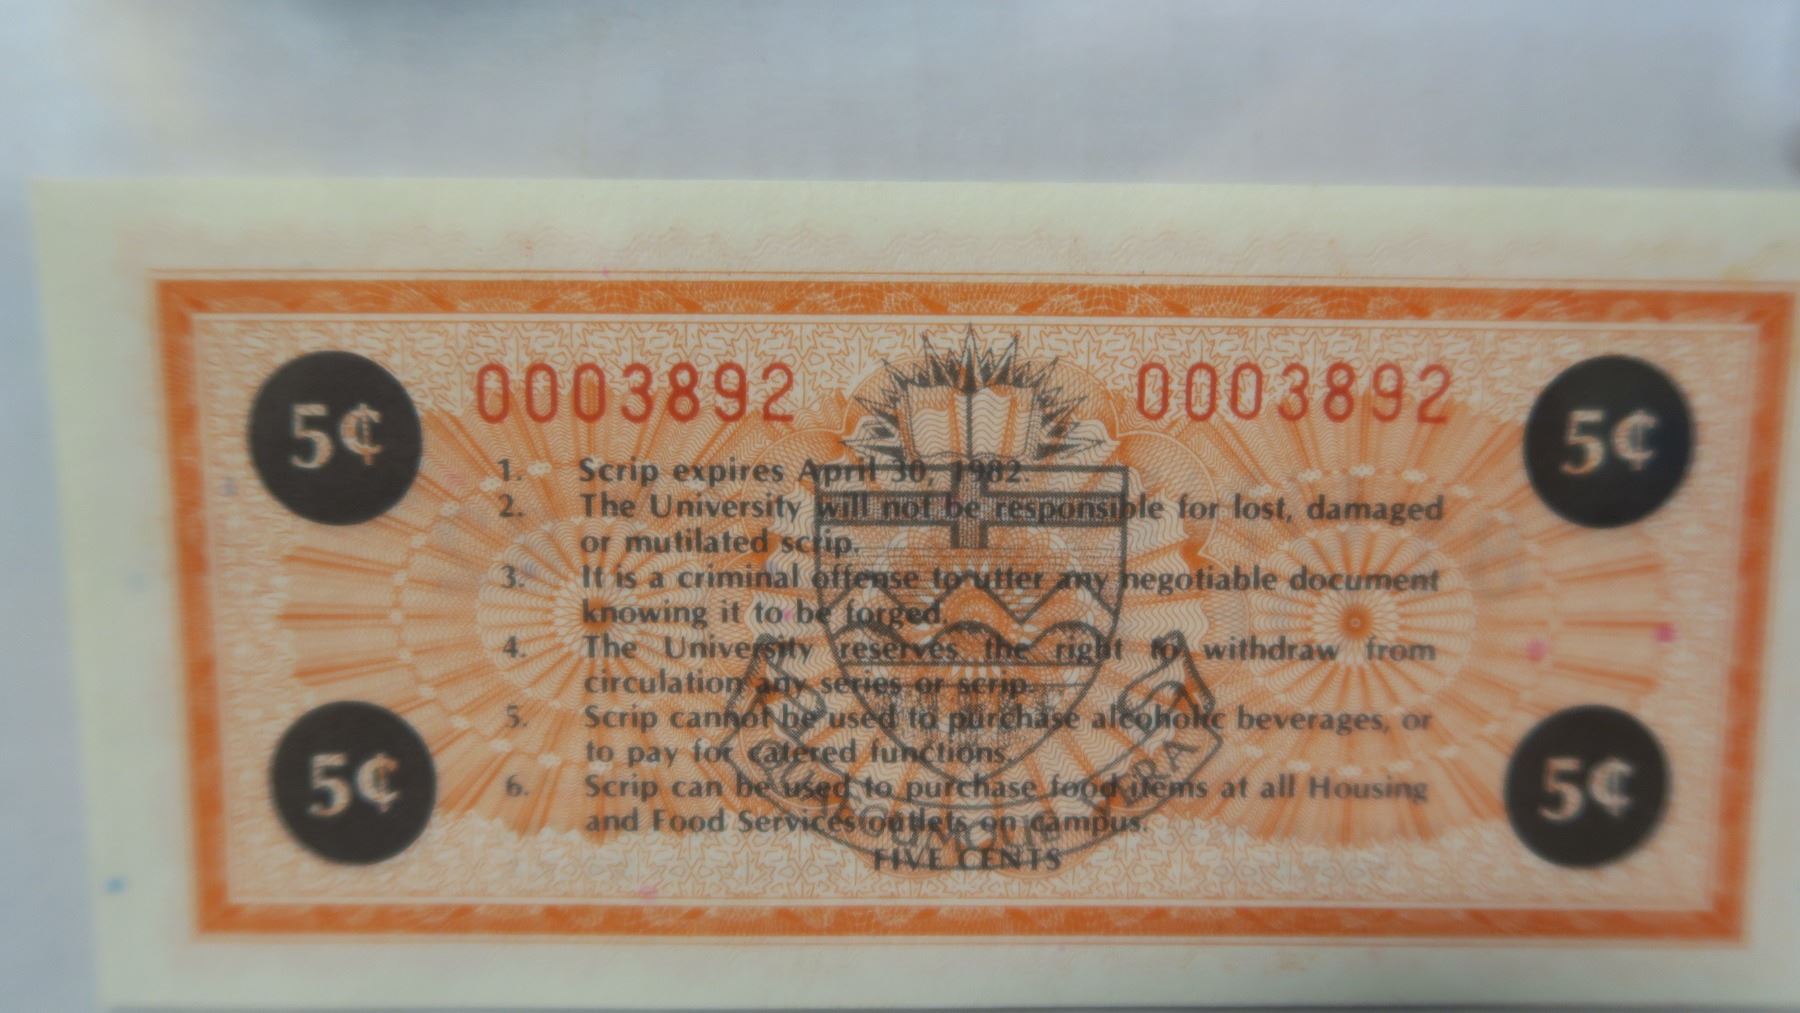 0003892 0003892
5¢ 5¢
1. Scrip expires April 30, 1982.
2. The University will not be responsible for lost, damaged
or mutilated scrip.
3. It is a criminal offense to utter any negotiable document
knowing it to be forged.
4. The University reserves the right to withdraw from
circulation any series or scrip.
5. Scrip cannot be used to purchase alcoholic beverages, or
to pay for catered functions.
6. Scrip can be used to purchase food items at all Housing
and Food Services outlets on campus.
5¢ 5¢
FIVE CENTS